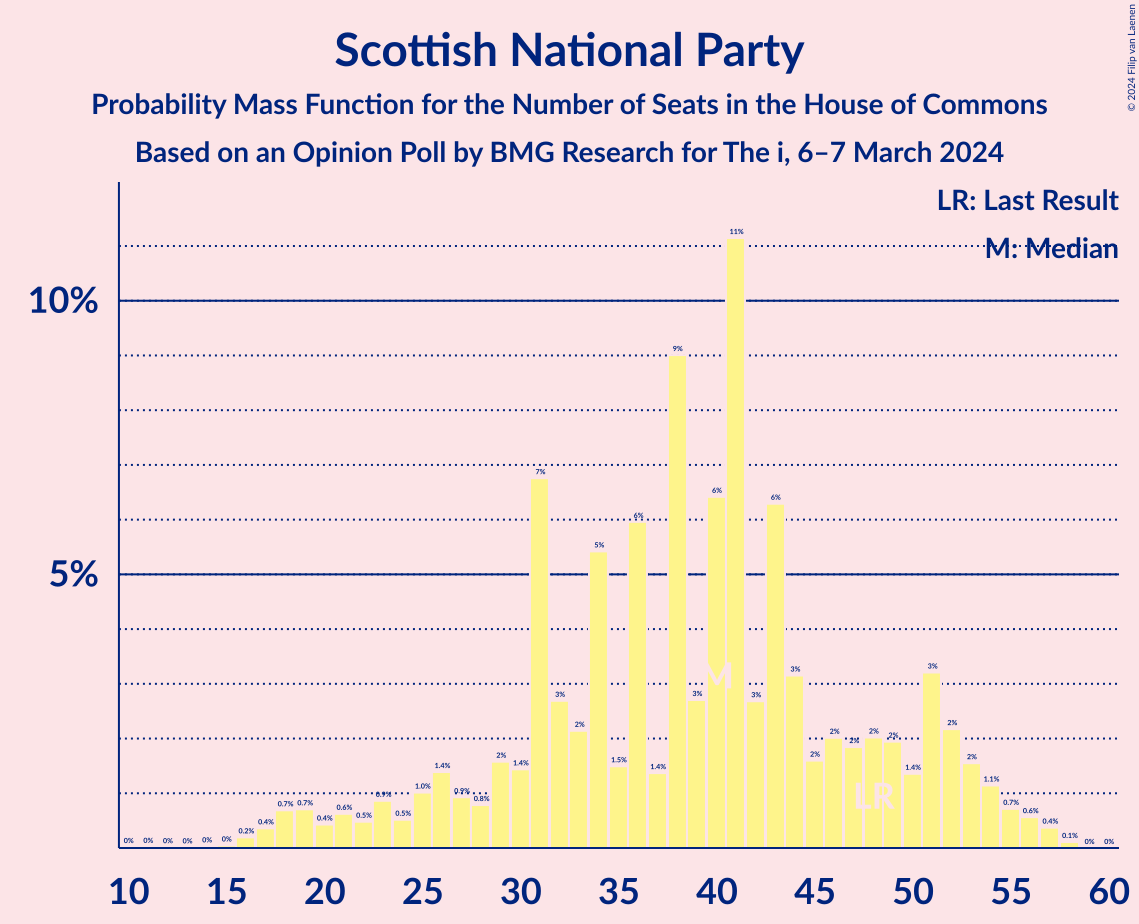 Scottish National Party
Probability Mass Function for the Number of Seats in the House of Commons
Based on an Opinion Poll by BMG Research for The i, 6–7 March 2024
© 2024 Filip van Laenen
LR: Last Result
M: Median
10%
5%
0% 0% 0% 0% 0% 0% 0.2% 0.4% 0.7% 0.7% 0.4% 0.6% 0.5% 0.9% 0.5% 1.0% 1.4% 0.9% 0.8% 2% 1.4% 7% 3% 2% 5% 1.5% 6% 1.4% 9% 3% 6% 11% 3% 6% 3% 2% 2% 2% 2% 2% 1.4% 3% 2% 2% 1.1% 0.7% 0.6% 0.4% 0.1% 0% 0%
M
LR
10 15 20 25 30 35 40 45 50 55 60